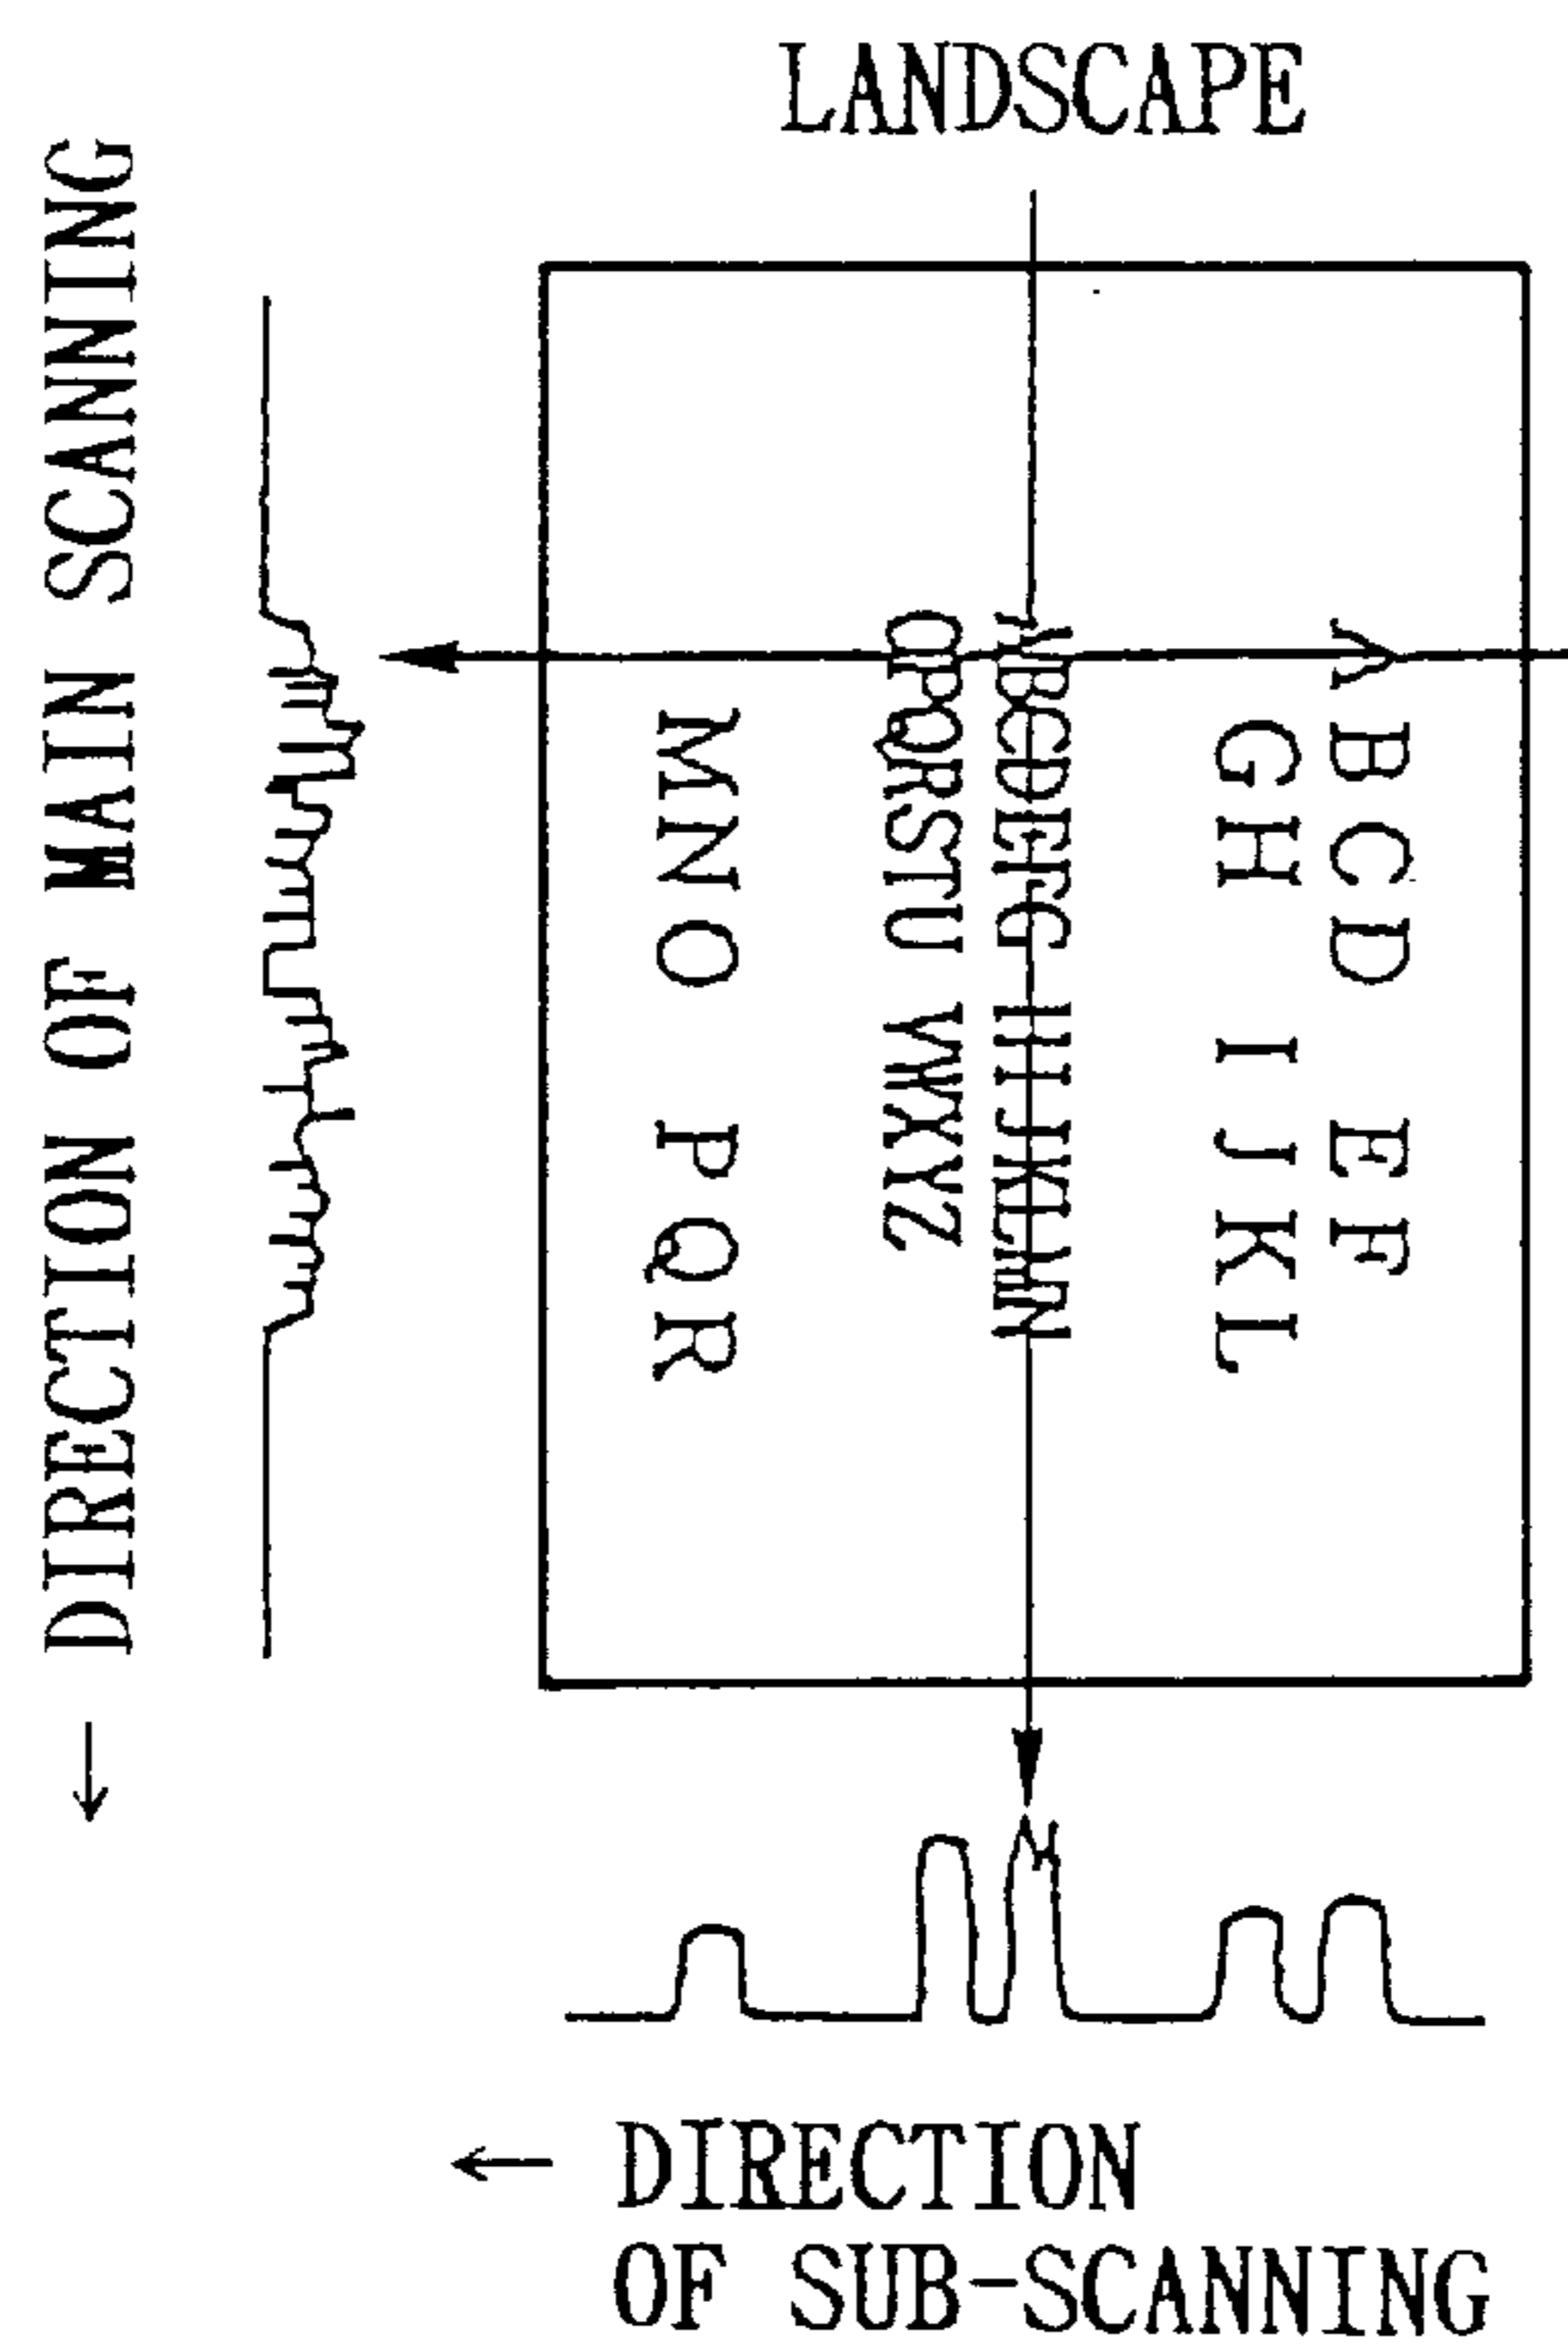 LANDSCAPE
DIRECTION OF MAIN SCANNING
ABCD EF
GH IJKL
ABCDEFG HIJKLMN
OPQRSTU VWXYZ
MNO PQR
DIRECTION
OF SUB-SCANNING